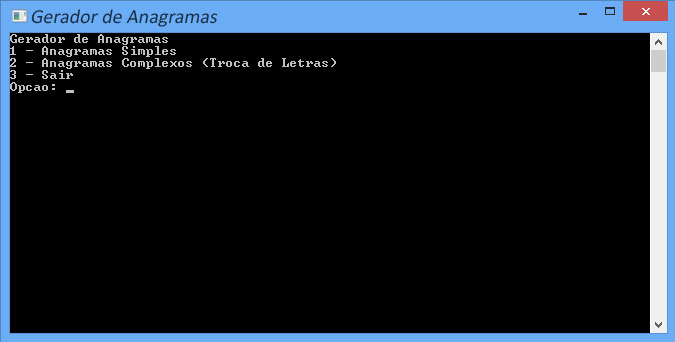 Gerador de Anagramas
Gerador de Anagramas
1 - Anagramas Simples
2 - Anagramas Complexos (Troca de Letras)
3 - Sair
Opcao: _